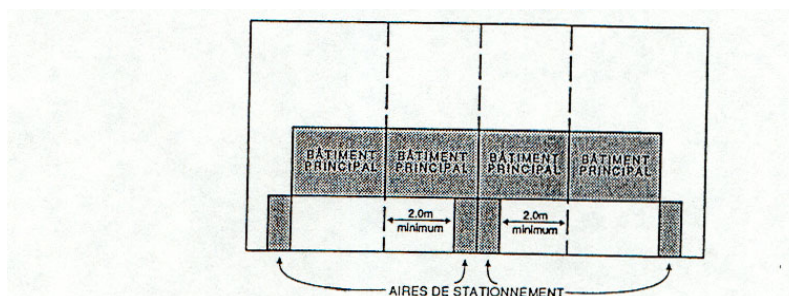 BÂTIMENT
PRINCIPAL
BÂTIMENT
PRINCIPAL
BÂTIMENT
PRINCIPAL
BÂTIMENT
PRINCIPAL
2.0m
minimum
2.0m
minimum
AIRES DE STATIONNEMENT